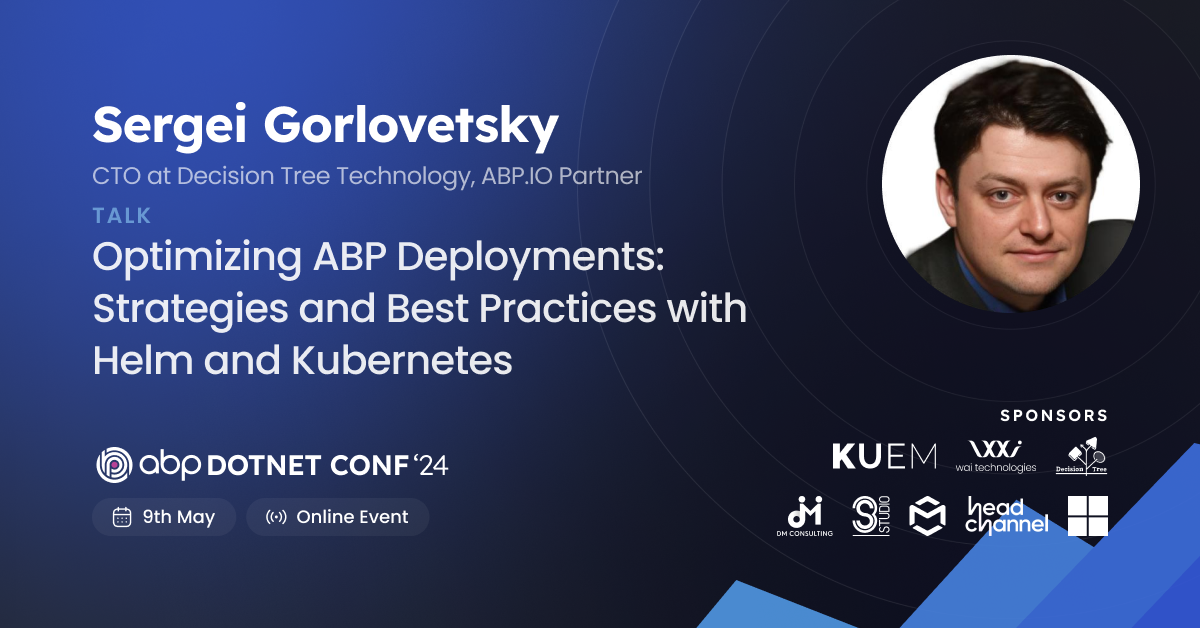 Sergei Gorlovetsky
CTO at Decision Tree Technology, ABP.IO Partner
TALK
Optimizing ABP Deployments:
Strategies and Best Practices with
Helm and Kubernetes
abp DOTNET CONF ‘24
9th May
Online Event
SPONSORS
KUEM
wai technologies
Decision Tree
DM CONSULTING
STUDIO
head
channel